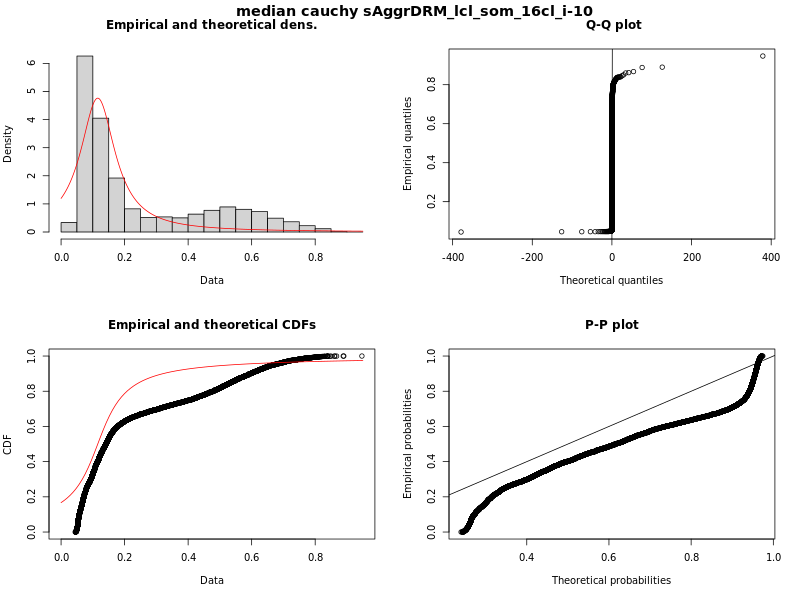 median cauchy sAggrDRM_lcl_som_16cl_i-10
Empirical and theoretical dens.
Density
0 1 2 3 4 5 6
0.0 0.2 0.4 0.6 0.8
Data
Q-Q plot
Empirical quantiles
0.2 0.4 0.6 0.8
-400 -200 0 200 400
Theoretical quantiles
Empirical and theoretical CDFs
CDF
0.0 0.2 0.4 0.6 0.8 1.0
0.0 0.2 0.4 0.6 0.8
Data
P-P plot
Empirical probabilities
0.0 0.2 0.4 0.6 0.8 1.0
0.4 0.6 0.8 1.0
Theoretical probabilities